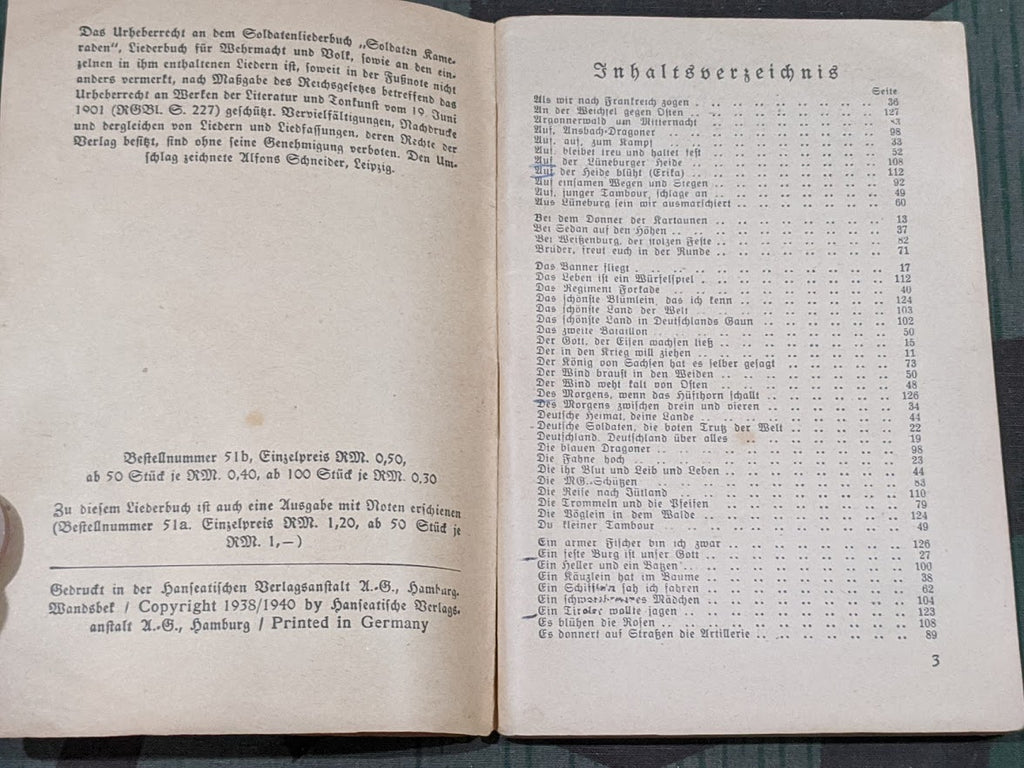 Das Urheberrecht an dem Soldatenliederbuch „Soldaten Kame-
raden“, Liederbuch für Wehrmacht und Volk, sowie an den ein-
zelnen in ihm enthaltenen Liedern ist, soweit in der Fußnote nicht
anders vermerkt, nach Maßgabe des Reichsgesetzes betreffend das
Urheberrecht an Werken der Literatur und Tonkunst vom 19. Juni
1901 (RGBl. S. 227) geschützt. Vervielfältigungen, Nachdrucke
und dergleichen von Liedern und Liedfassungen, deren Rechte der
Verlag besitzt, sind ohne seine Genehmigung verboten. Den Um-
schlag zeichnete Alfons Schneider, Leipzig.
Bestellnummer 51b, Einzelpreis RM. 0,50,
ab 50 Stück je RM. 0,40, ab 100 Stück je RM. 0,30
Zu diesem Liederbuch ist auch eine Ausgabe mit Noten erschienen
(Bestellnummer 51a. Einzelpreis RM. 1,20, ab 50 Stück je
RM. 1,—)
Gedruckt in der Hanseatischen Verlagsanstalt A.-G., Hamburg-
Wandsbek / Copyright 1938/1940 by Hanseatische Verlags-
anstalt A.-G., Hamburg / Printed in Germany
Inhaltsverzeichnis
Seite
Als wir nach Frankreich zogen 36
An der Weichsel gegen Osten 127
Argonnerwald um Mitternacht 83
Auf, Ansbach-Dragoner 98
Auf, auf, zum Kampf 33
Auf, bleibet treu und haltet fest 52
Auf der Lüneburger Heide 108
Auf der Heide blüht (Erika) 112
Auf einsamen Wegen und Stegen 92
Auf, junger Tambour, schlage an 49
Aus Lüneburg sein wir ausmarschiert 60
Bei dem Donner der Kartaunen 13
Bei Sedan auf den Höhen 37
Bei Weißenburg, der stolzen Feste 82
Brüder, freut euch in der Runde 71
Das Banner fliegt 17
Das Leben ist ein Würfelspiel 112
Das Regiment Forkade 40
Das schönste Blümlein, das ich kenn 124
Das schönste Land der Welt 103
Das schönste Land in Deutschlands Gaun 102
Das zweite Bataillon 50
Der Gott, der Eisen wachsen ließ 15
Der in den Krieg will ziehen 11
Der König von Sachsen hat es selber gesagt 73
Der Wind braust in den Weiden 50
Der Wind weht kalt von Osten 48
Des Morgens, wenn das Hüfthorn schallt 126
Des Morgens zwischen drein und vieren 34
Deutsche Heimat, deine Lande 44
Deutsche Soldaten, die boten Trutz der Welt 22
Deutschland, Deutschland über alles 19
Die blauen Dragoner 98
Die Fahne hoch 23
Die ihr Blut und Leib und Leben 44
Die MG.-Schützen 83
Die Reise nach Jütland 110
Die Trommeln und die Pfeifen 79
Die Vöglein in dem Walde 124
Du kleiner Tambour 49
Ein armer Fischer bin ich zwar 126
Ein feste Burg ist unser Gott 27
Ein Heller und ein Batzen 100
Ein Käuzlein hat im Baume 38
Ein Schifflein sah ich fahren 62
Ein schwarzbraunes Mädchen 104
Ein Tiroler wollte jagen 123
Es blühen die Rosen 108
Es donnert auf Straßen die Artillerie 89
3